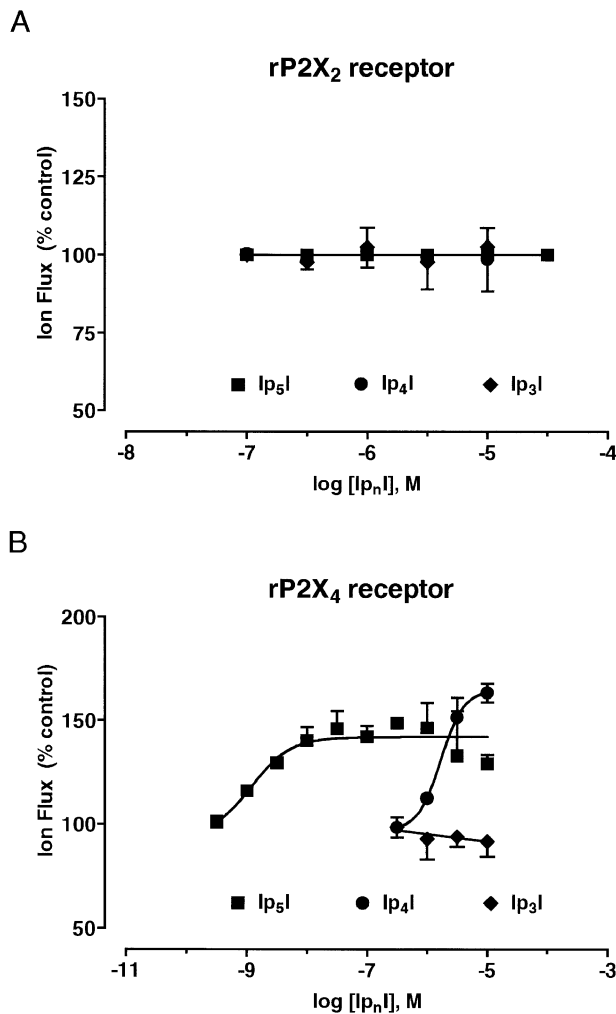 A
rP2X₂ receptor
150
125
100
75
50
Ion Flux (% control)
Ip₅I
Ip₄I
Ip₃I
-8
-7
-6
-5
-4
log [IpₙI], M
B
rP2X₄ receptor
200
150
100
50
Ion Flux (% control)
Ip₅I
Ip₄I
Ip₃I
-11
-9
-7
-5
-3
log [IpₙI], M